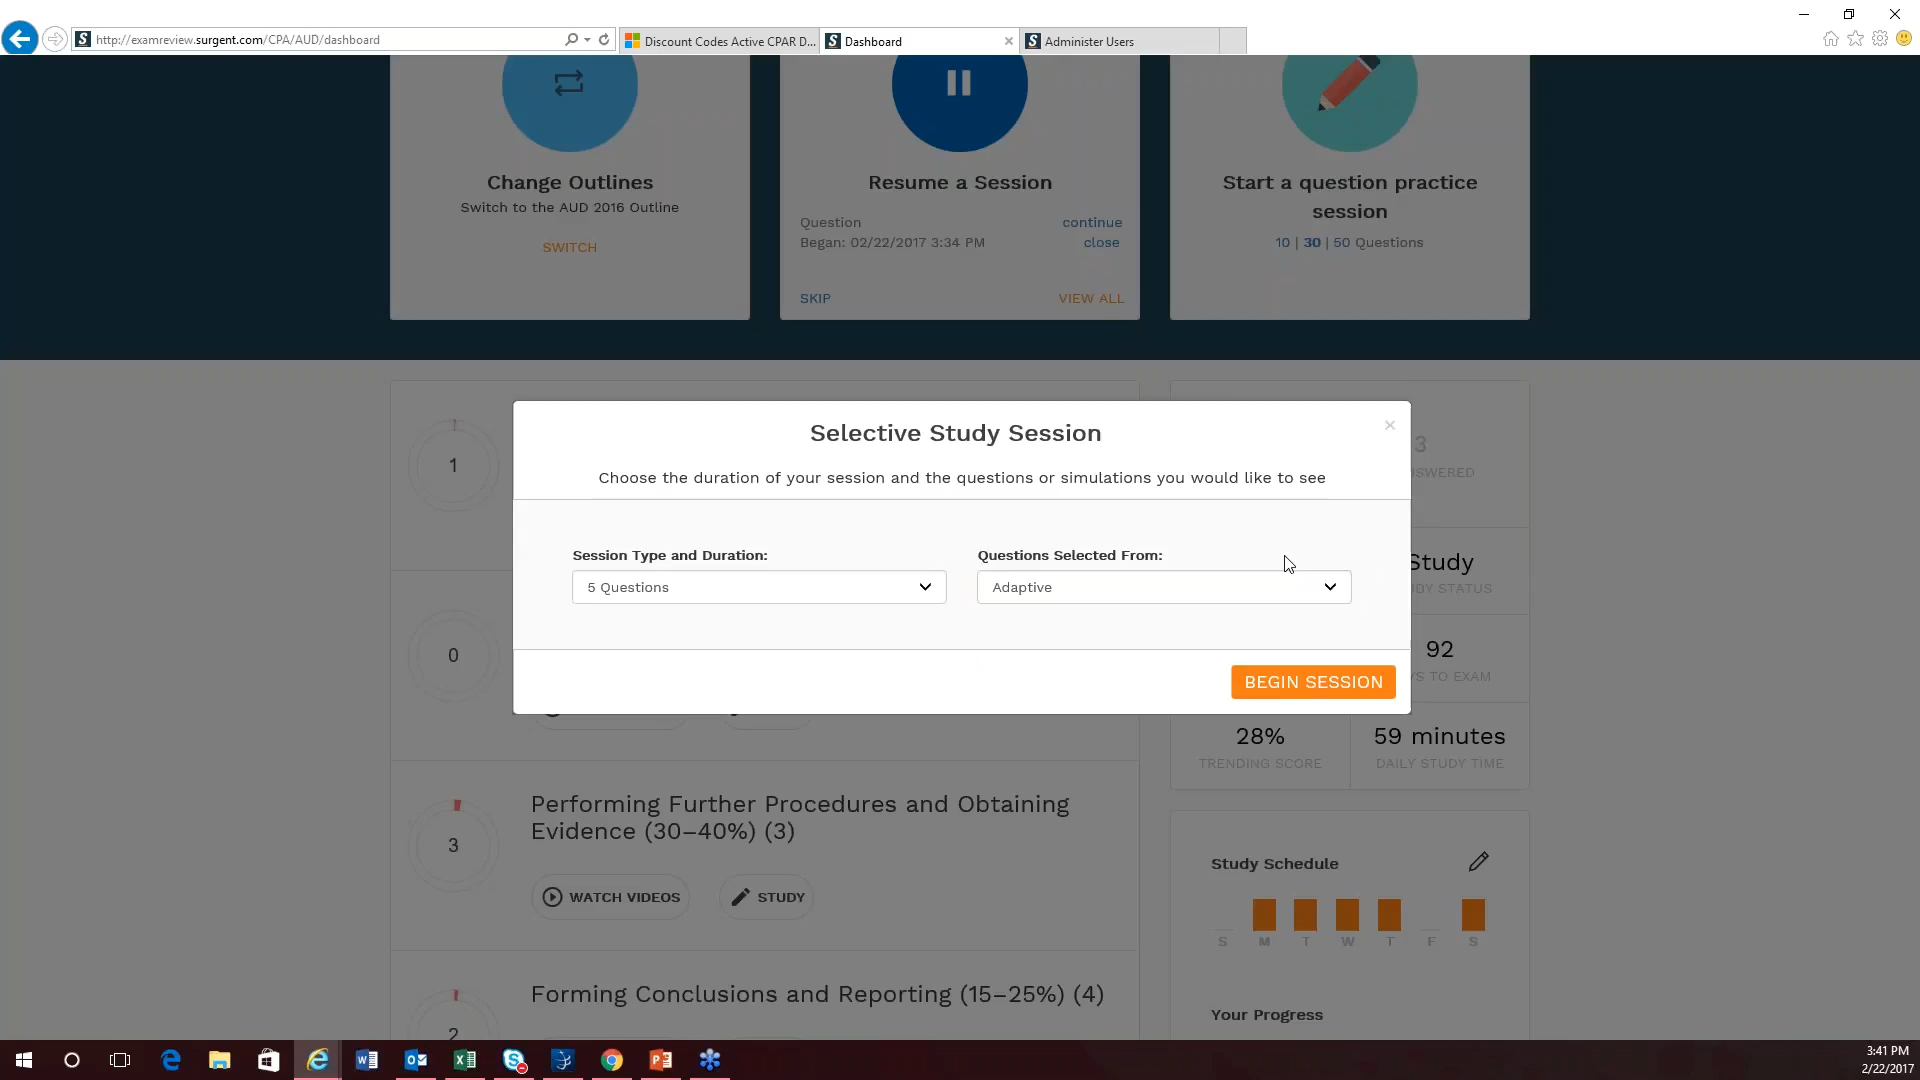 http://examreview.surgent.com/CPA/AUD/dashboard
Discount Codes Active CPAR D...
Dashboard
Administer Users
Change Outlines
Switch to the AUD 2016 Outline
SWITCH
Resume a Session
Question continue
Began: 02/22/2017 3:34 PM close
SKIP VIEW ALL
Start a question practice
session
10 | 30 | 50 Questions
Selective Study Session
Choose the duration of your session and the questions or simulations you would like to see
Session Type and Duration:
5 Questions
Questions Selected From:
Adaptive
BEGIN SESSION
1
0
3
Performing Further Procedures and Obtaining
Evidence (30–40%) (3)
WATCH VIDEOS
STUDY
2
Forming Conclusions and Reporting (15–25%) (4)
3
Study
92
28%
TRENDING SCORE
59 minutes
DAILY STUDY TIME
Study Schedule
S M T W T F S
Your Progress
3:41 PM
2/22/2017